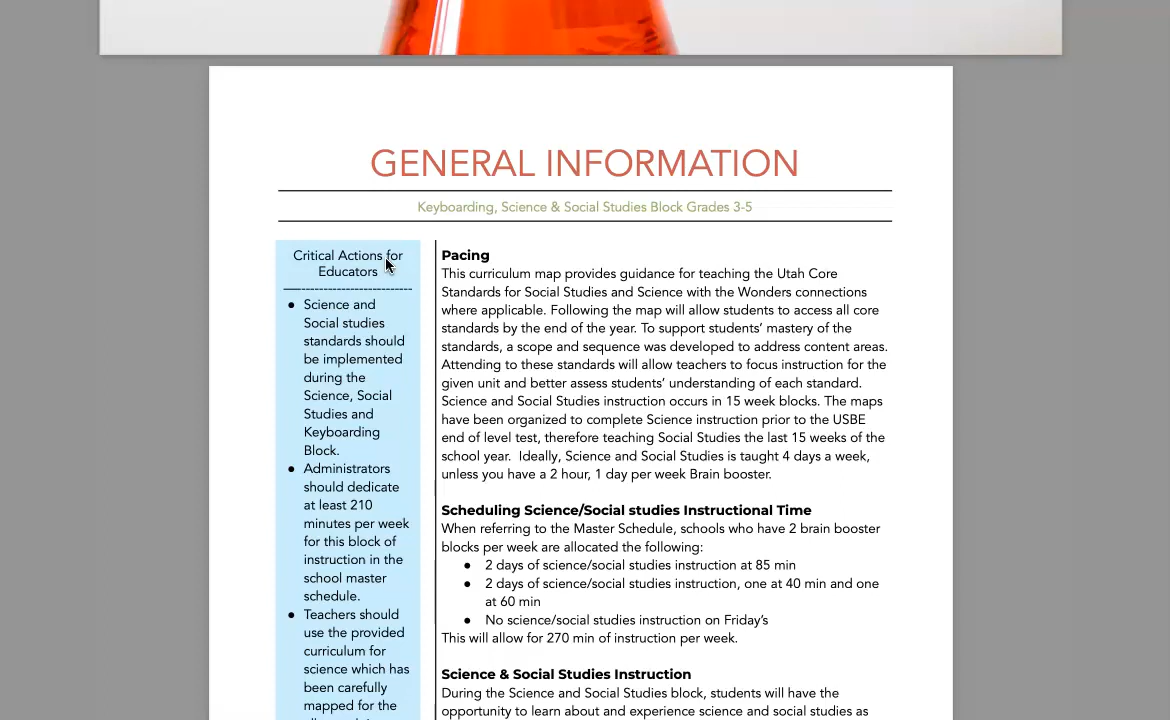 GENERAL INFORMATION
Keyboarding, Science & Social Studies Block Grades 3-5
Critical Actions for
Educators
--------------------------
● Science and
Social studies
standards should
be implemented
during the
Science, Social
Studies and
Keyboarding
Block.
● Administrators
should dedicate
at least 210
minutes per week
for this block of
instruction in the
school master
schedule.
● Teachers should
use the provided
curriculum for
science which has
been carefully
mapped for the
Pacing
This curriculum map provides guidance for teaching the Utah Core
Standards for Social Studies and Science with the Wonders connections
where applicable. Following the map will allow students to access all core
standards by the end of the year. To support students’ mastery of the
standards, a scope and sequence was developed to address content areas.
Attending to these standards will allow teachers to focus instruction for the
given unit and better assess students’ understanding of each standard.
Science and Social Studies instruction occurs in 15 week blocks. The maps
have been organized to complete Science instruction prior to the USBE
end of level test, therefore teaching Social Studies the last 15 weeks of the
school year.  Ideally, Science and Social Studies is taught 4 days a week,
unless you have a 2 hour, 1 day per week Brain booster.
Scheduling Science/Social studies Instructional Time
When referring to the Master Schedule, schools who have 2 brain booster
blocks per week are allocated the following:
● 2 days of science/social studies instruction at 85 min
● 2 days of science/social studies instruction, one at 40 min and one
at 60 min
● No science/social studies instruction on Friday’s
This will allow for 270 min of instruction per week.
Science & Social Studies Instruction
During the Science and Social Studies block, students will have the
opportunity to learn about and experience science and social studies as